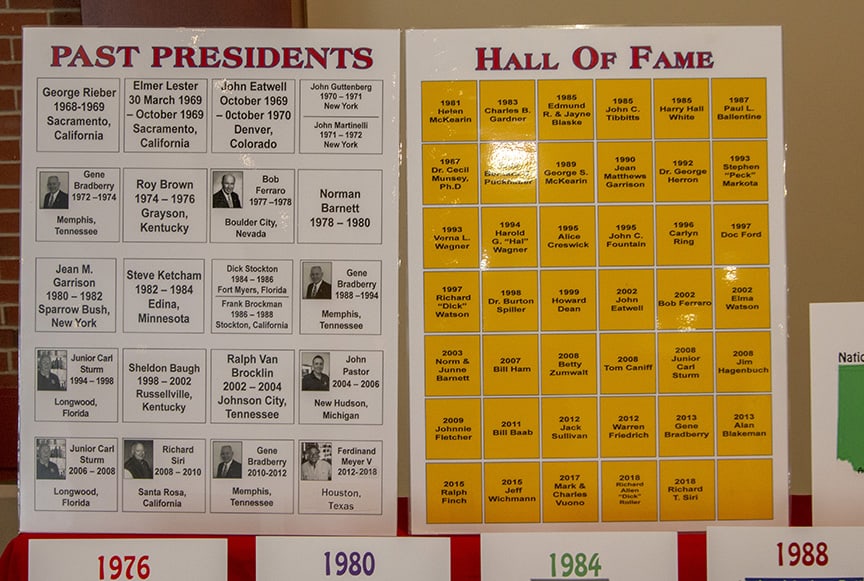 PAST PRESIDENTS
George Rieber
1968-1969
Sacramento,
California
Elmer Lester
30 March 1969
– October 1969
Sacramento,
California
John Eatwell
October 1969
– October 1970
Denver,
Colorado
John Guttenberg
1970 – 1971
New York
John Martinelli
1971 – 1972
New York
Gene
Bradberry
1972 –1974
Memphis,
Tennessee
Roy Brown
1974 – 1976
Grayson,
Kentucky
Bob
Ferraro
1977 –1978
Boulder City,
Nevada
Norman
Barnett
1978 – 1980
Jean M.
Garrison
1980 – 1982
Sparrow Bush,
New York
Steve Ketcham
1982 – 1984
Edina,
Minnesota
Dick Stockton
1984 – 1986
Fort Myers, Florida
Frank Brockman
1986 – 1988
Stockton, California
Gene
Bradberry
1988 –1994
Memphis,
Tennessee
Junior Carl
Sturm
1994 – 1998
Longwood,
Florida
Sheldon Baugh
1998 – 2002
Russellville,
Kentucky
Ralph Van
Brocklin
2002 – 2004
Johnson City,
Tennessee
John
Pastor
2004 – 2006
New Hudson,
Michigan
Junior Carl
Sturm
2006 – 2008
Longwood,
Florida
Richard
Siri
2008 – 2010
Santa Rosa,
California
Gene
Bradberry
2010-2012
Memphis,
Tennessee
Ferdinand
Meyer V
2012-2018
Houston,
Texas
HALL OF FAME
1981
Helen
McKearin
1983
Charles B.
Gardner
1985
Edmund
R. & Jayne
Blaske
1985
John C.
Tibbitts
1985
Harry Hall
White
1987
Paul L.
Ballentine
1987
Dr. Cecil
Munsey,
Ph.D
1989
George S.
McKearin
1990
Jean
Matthews
Garrison
1992
Dr. George
Herron
1993
Stephen
"Peck"
Markota
1993
Vorna L.
Wagner
1994
Harold
G. "Hal"
Wagner
1995
Alice
Creswick
1995
John C.
Fountain
1996
Carlyn
Ring
1997
Doc Ford
1997
Richard
"Dick"
Watson
1998
Dr. Burton
Spiller
1999
Howard
Dean
2002
John
Eatwell
2002
Bob Ferraro
2002
Elma
Watson
2003
Norm &
Junne
Barnett
2007
Bill Ham
2008
Betty
Zumwalt
2008
Tom Caniff
2008
Junior
Carl
Sturm
2008
Jim
Hagenbuch
2009
Johnnie
Fletcher
2011
Bill Baab
2012
Jack
Sullivan
2012
Warren
Friedrich
2013
Gene
Bradberry
2013
Alan
Blakeman
2015
Ralph
Finch
2015
Jeff
Wichmann
2017
Mark &
Charles
Vuono
2018
Richard
Allen
"Dick"
Roller
2018
Richard
T. Siri
Natio
1976
1980
1984
1988